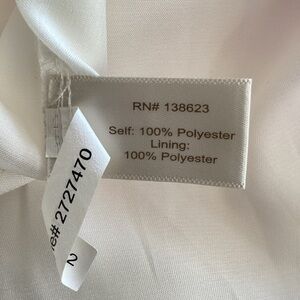 RN# 138623
Self: 100% Polyester
Lining:
100% Polyester
e# 2727470
2